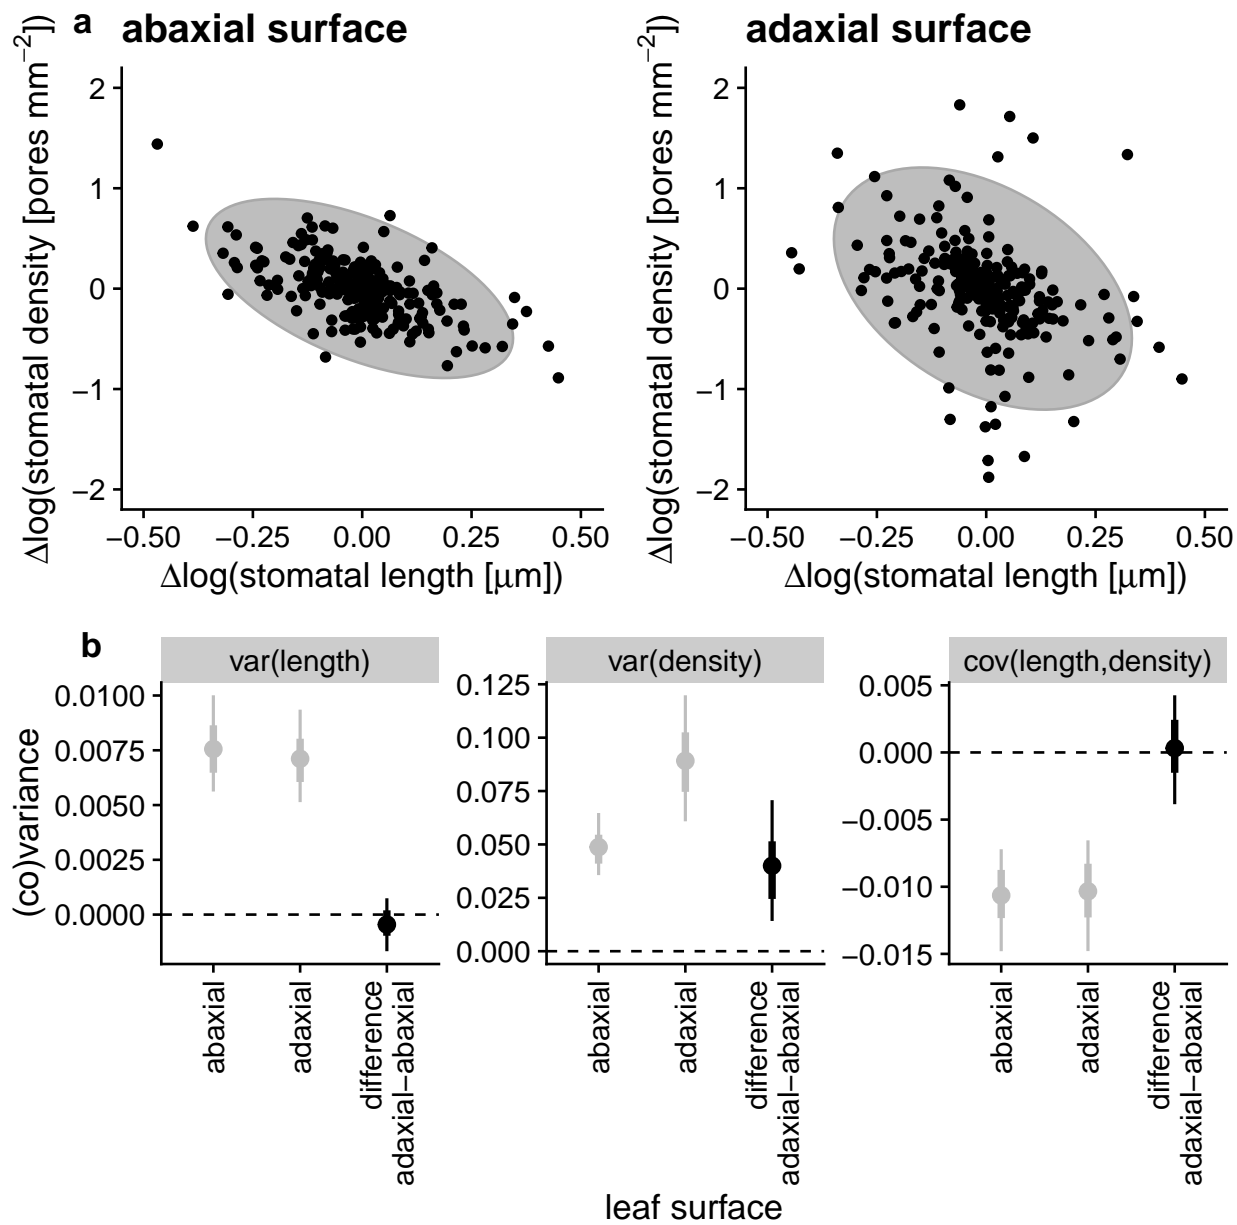 a
abaxial surface
adaxial surface
Δlog(stomatal density [pores mm⁻²])
2
1
0
−1
−2
−0.50 −0.25 0.00 0.25 0.50
Δlog(stomatal length [μm])
Δlog(stomatal density [pores mm⁻²])
2
1
0
−1
−2
−0.50 −0.25 0.00 0.25 0.50
Δlog(stomatal length [μm])
b
(co)variance
var(length)
0.0100
0.0075
0.0050
0.0025
0.0000
abaxial
adaxial
difference
adaxial−abaxial
var(density)
0.125
0.100
0.075
0.050
0.025
0.000
abaxial
adaxial
difference
adaxial−abaxial
cov(length,density)
0.005
0.000
−0.005
−0.010
−0.015
abaxial
adaxial
difference
adaxial−abaxial
leaf surface